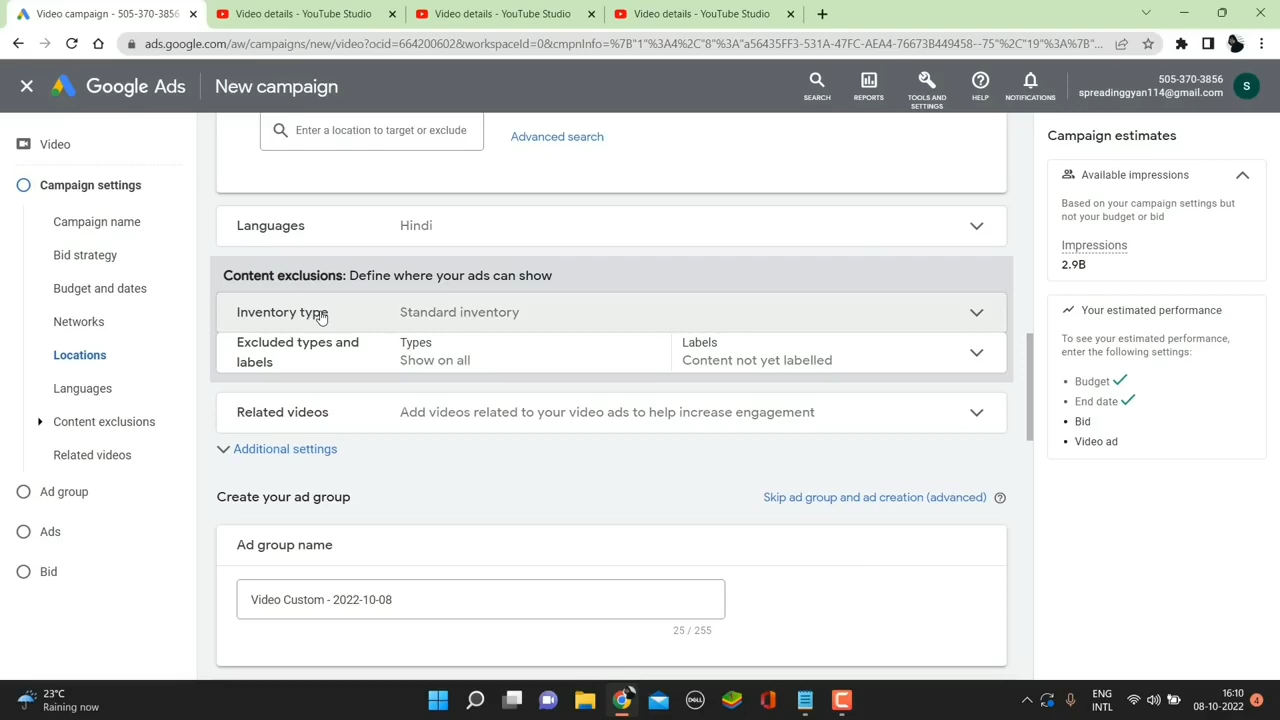 Video campaign - 505-370-3856
Video details - YouTube Studio
Video details - YouTube Studio
Video details - YouTube Studio
ads.google.com/aw/campaigns/new/video?ocid=664200602&workspaceId=0&cmpnInfo=%7B"1"%3A4%2C"8"%3A"a56435FF3-531A-47FC-AEA4-76673B449458--75"%2C"19"%3A%7B"...
Google Ads
New campaign
SEARCH
REPORTS
TOOLS AND
SETTINGS
HELP
NOTIFICATIONS
505-370-3856
spreadinggyan114@gmail.com
S
Video
Campaign settings
Campaign name
Bid strategy
Budget and dates
Networks
Locations
Languages
Content exclusions
Related videos
Ad group
Ads
Bid
Enter a location to target or exclude
Advanced search
Languages
Hindi
Content exclusions: Define where your ads can show
Inventory type
Standard inventory
Excluded types and
labels
Types
Show on all
Labels
Content not yet labelled
Related videos
Add videos related to your video ads to help increase engagement
Additional settings
Create your ad group
Skip ad group and ad creation (advanced)
Ad group name
Video Custom - 2022-10-08
25 / 255
Campaign estimates
Available impressions
Based on your campaign settings but
not your budget or bid
Impressions
2.9B
Your estimated performance
To see your estimated performance,
enter the following settings:
• Budget
• End date
• Bid
• Video ad
23°C
Raining now
DELL
ENG
INTL
16:10
08-10-2022
4